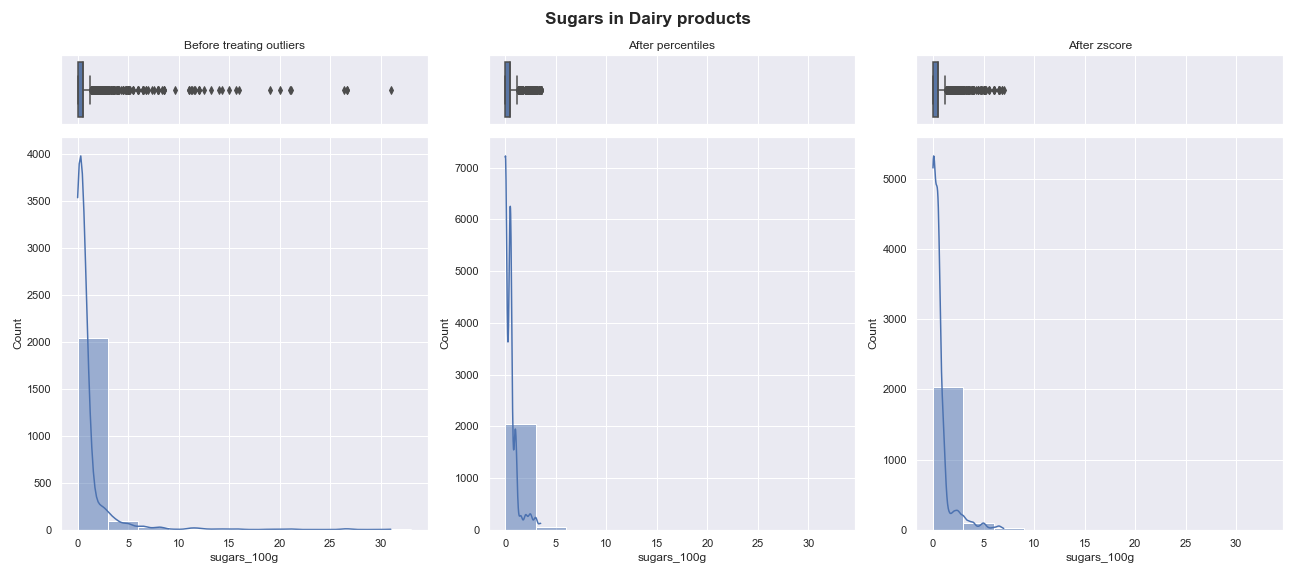 Sugars in Dairy products
Before treating outliers
After percentiles
After zscore
4000
3500
3000
2500
2000
1500
1000
500
0
Count
0 5 10 15 20 25 30
sugars_100g
7000
6000
5000
4000
3000
2000
1000
0
Count
0 5 10 15 20 25 30
sugars_100g
5000
4000
3000
2000
1000
0
Count
0 5 10 15 20 25 30
sugars_100g